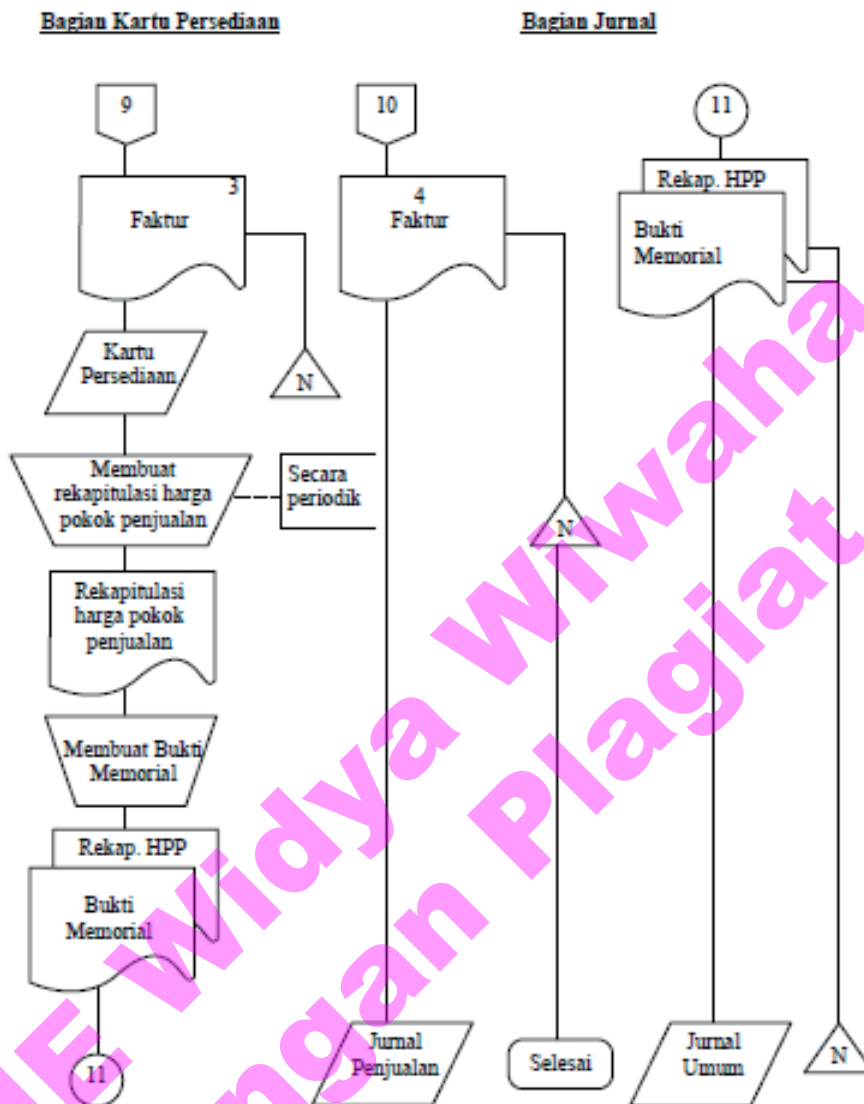 Bagian Kartu Persediaan
9
3
Faktur
N
Kartu
Persediaan
Membuat
rekapitulasi harga
pokok penjualan
Secara
periodik
Rekapitulasi
harga pokok
penjualan
Membuat Bukti
Memorial
Rekap. HPP
Bukti
Memorial
11
Bagian Jurnal
10
4
Faktur
N
Jurnal
Penjualan
Selesai
11
Rekap. HPP
Bukti
Memorial
Jurnal
Umum
N
Widya Wiwaha
Plagiat